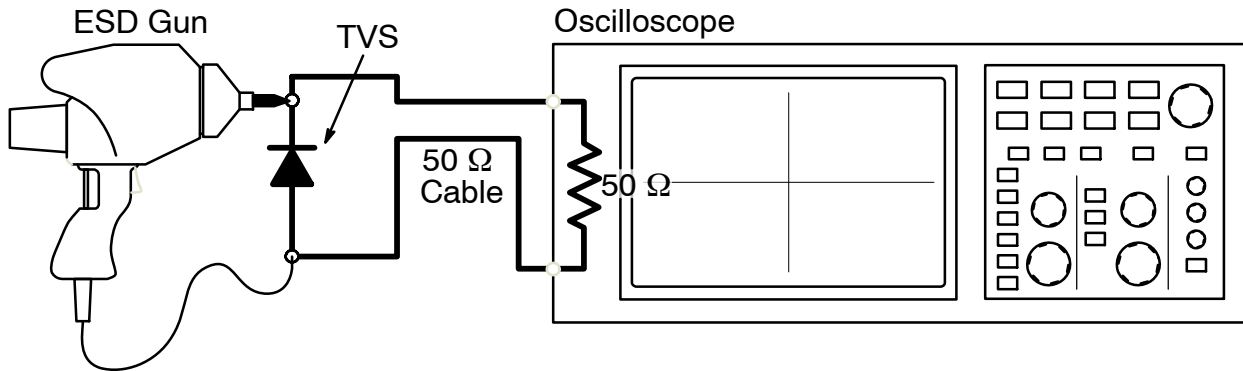 ESD Gun
Oscilloscope
TVS
50 Ω
Cable
50 Ω